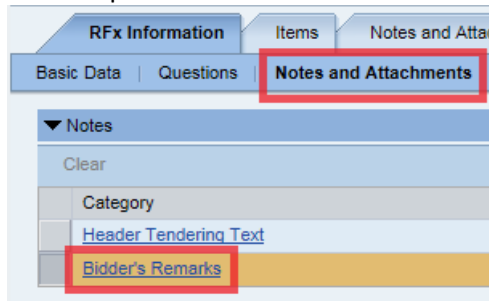 RFx Information Items Notes and Atta
Basic Data | Questions | Notes and Attachments
Notes
Clear
Category
Header Tendering Text
Bidder's Remarks